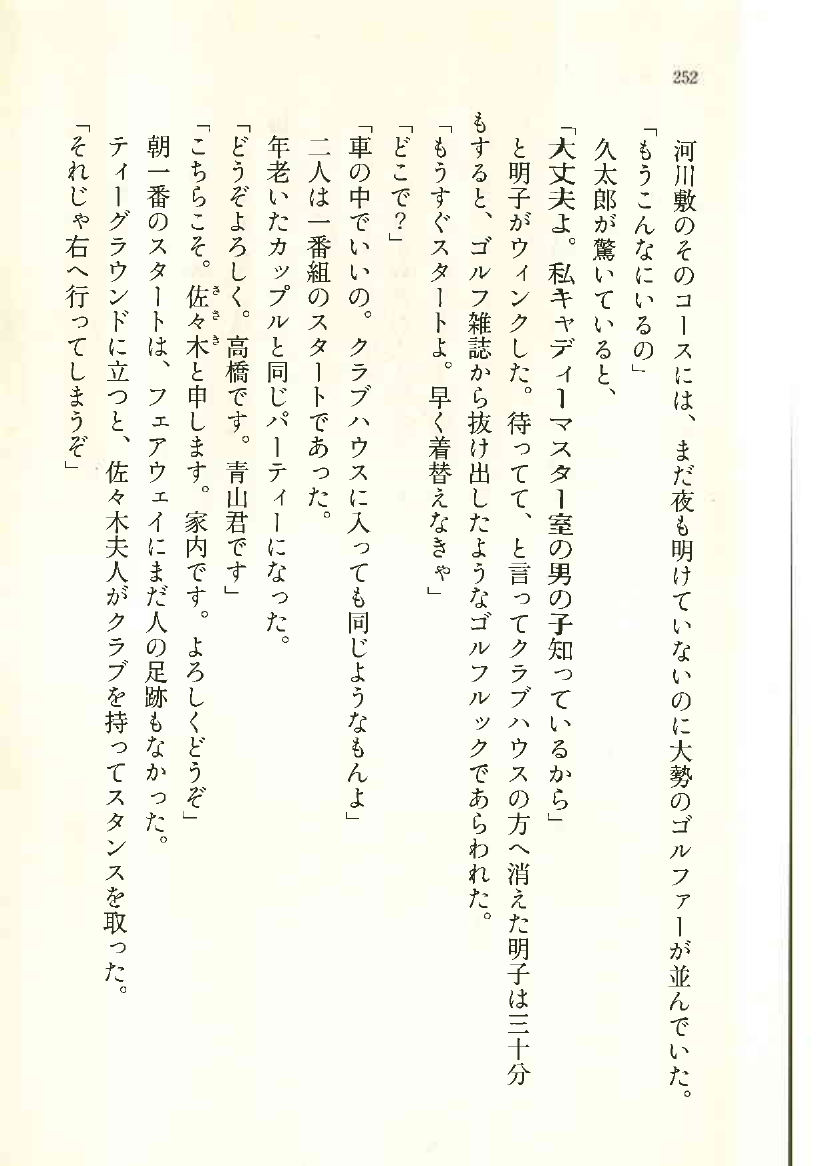 252
河川敷のそのコースには、まだ夜も明けていないのに大勢のゴルファーが並んでいた。
「もうこんなにいるの」
久太郎が驚いていると、
「大丈夫よ。私キャディーマスター室の男の子知っているから」
と明子がウィンクした。待ってて、と言ってクラブハウスの方へ消えた明子は三十分
もすると、ゴルフ雑誌から抜け出したようなゴルフルックであらわれた。
「もうすぐスタートよ。早く着替えなきゃ」
「どこで？」
「車の中でいいの。クラブハウスに入っても同じようなもんよ」
二人は一番組のスタートであった。
年老いたカップルと同じパーティーになった。
「どうぞよろしく。高橋です。青山君です」
「こちらこそ。佐々木と申します。家内です。よろしくどうぞ」
ささき
朝一番のスタートは、フェアウェイにまだ人の足跡もなかった。
ティーグラウンドに立つと、佐々木夫人がクラブを持ってスタンスを取った。
「それじゃ右へ行ってしまうぞ」